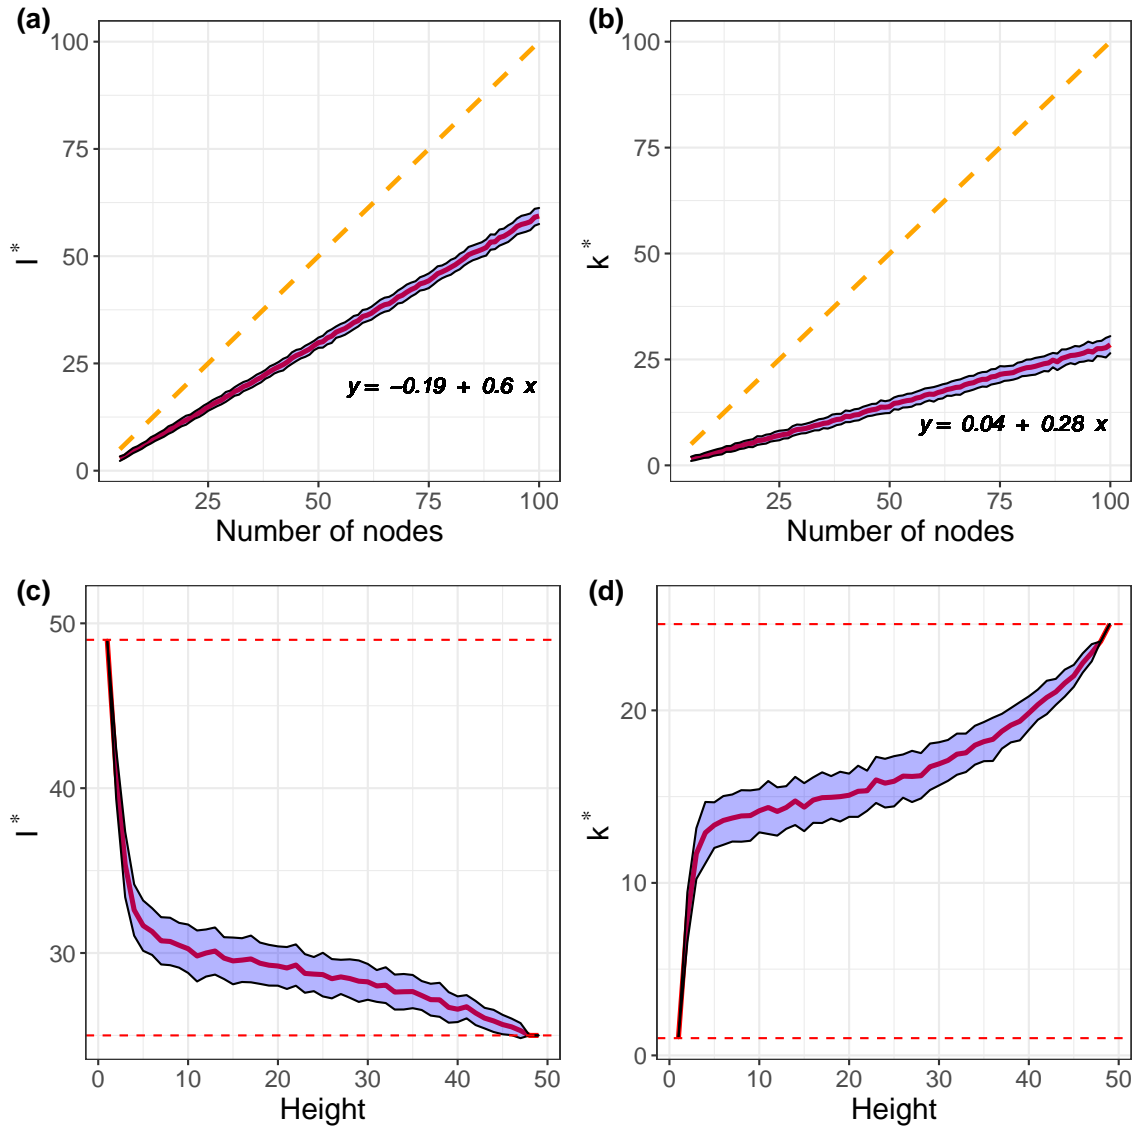 (a)
100
75
50
25
0
l*
25 50 75 100
Number of nodes
y = −0.19 + 0.6 x
(b)
100
75
50
25
0
k*
25 50 75 100
Number of nodes
y = 0.04 + 0.28 x
(c)
50
40
30
l*
0 10 20 30 40 50
Height
(d)
20
10
0
k*
0 10 20 30 40 50
Height